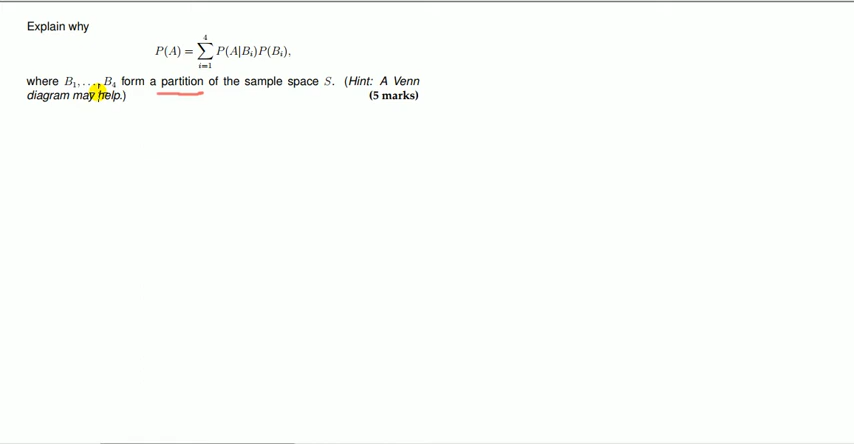 Explain why
P(A) = ∑_{i=1}^{4} P(A|B_i)P(B_i),
where B_1, . . . , B_4 form a partition of the sample space S. (Hint: A Venn
diagram may help.) (5 marks)